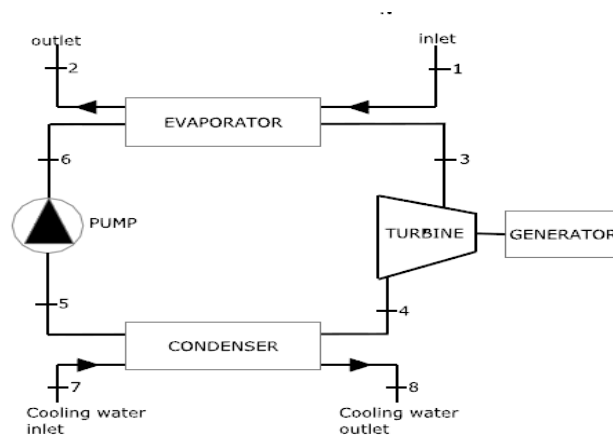 outlet
inlet
2
1
EVAPORATOR
6
3
PUMP
TURBINE
GENERATOR
5
4
CONDENSER
7
8
Cooling water
inlet
Cooling water
outlet